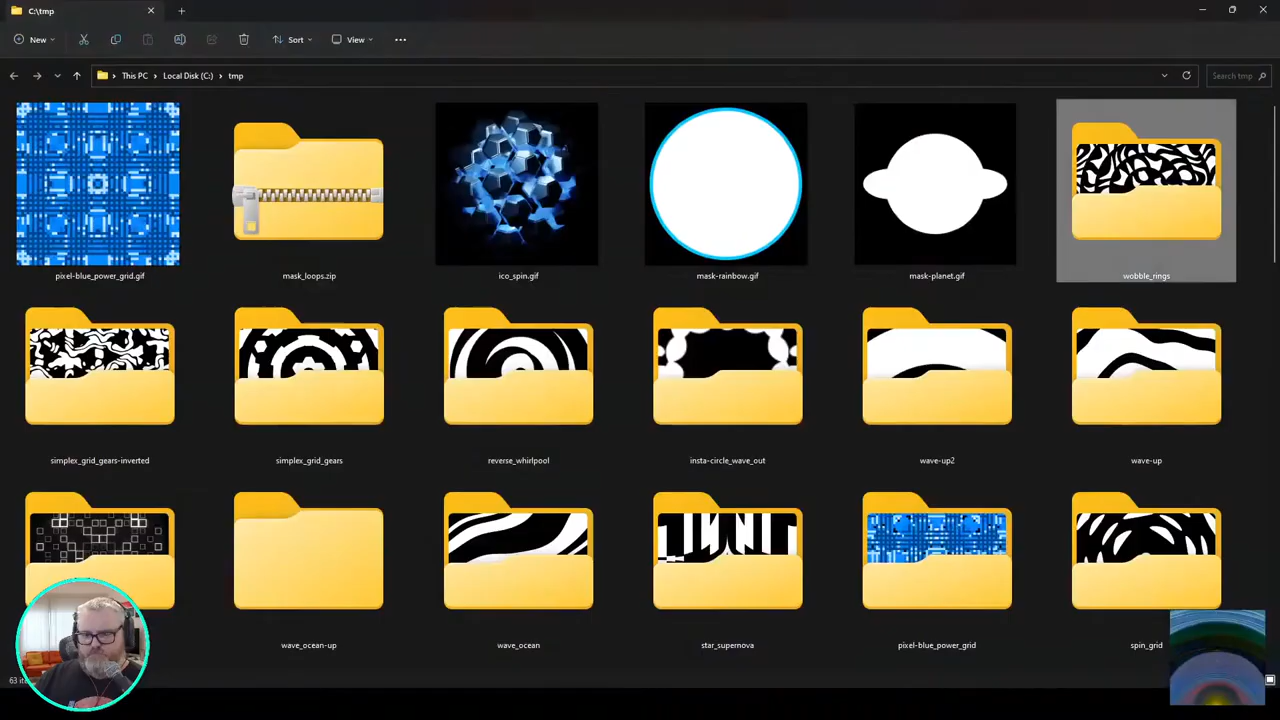 C:\tmp
New
Sort
View
This PC
Local Disk (C:)
tmp
Search tmp
pixel-blue_power_grid.gif
mask_loops.zip
ico_spin.gif
mask-rainbow.gif
mask-planet.gif
wobble_rings
simplex_grid_gears-inverted
simplex_grid_gears
reverse_whirlpool
insta-circle_wave_out
wave-up2
wave-up
wave_ocean-up
wave_ocean
star_supernova
pixel-blue_power_grid
spin_grid
63